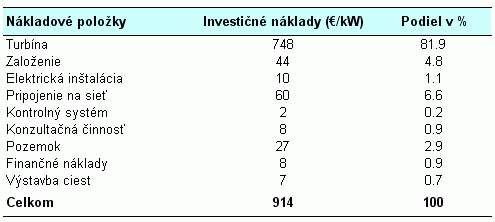 Nákladové položky Investičné náklady (€/kW) Podiel v %
Turbína 748 81.9
Založenie 44 4.8
Elektrická inštalácia 10 1.1
Pripojenie na sieť 60 6.6
Kontrolný systém 2 0.2
Konzultačná činnosť 8 0.9
Pozemok 27 2.9
Finančné náklady 8 0.9
Výstavba ciest 7 0.7
Celkom 914 100